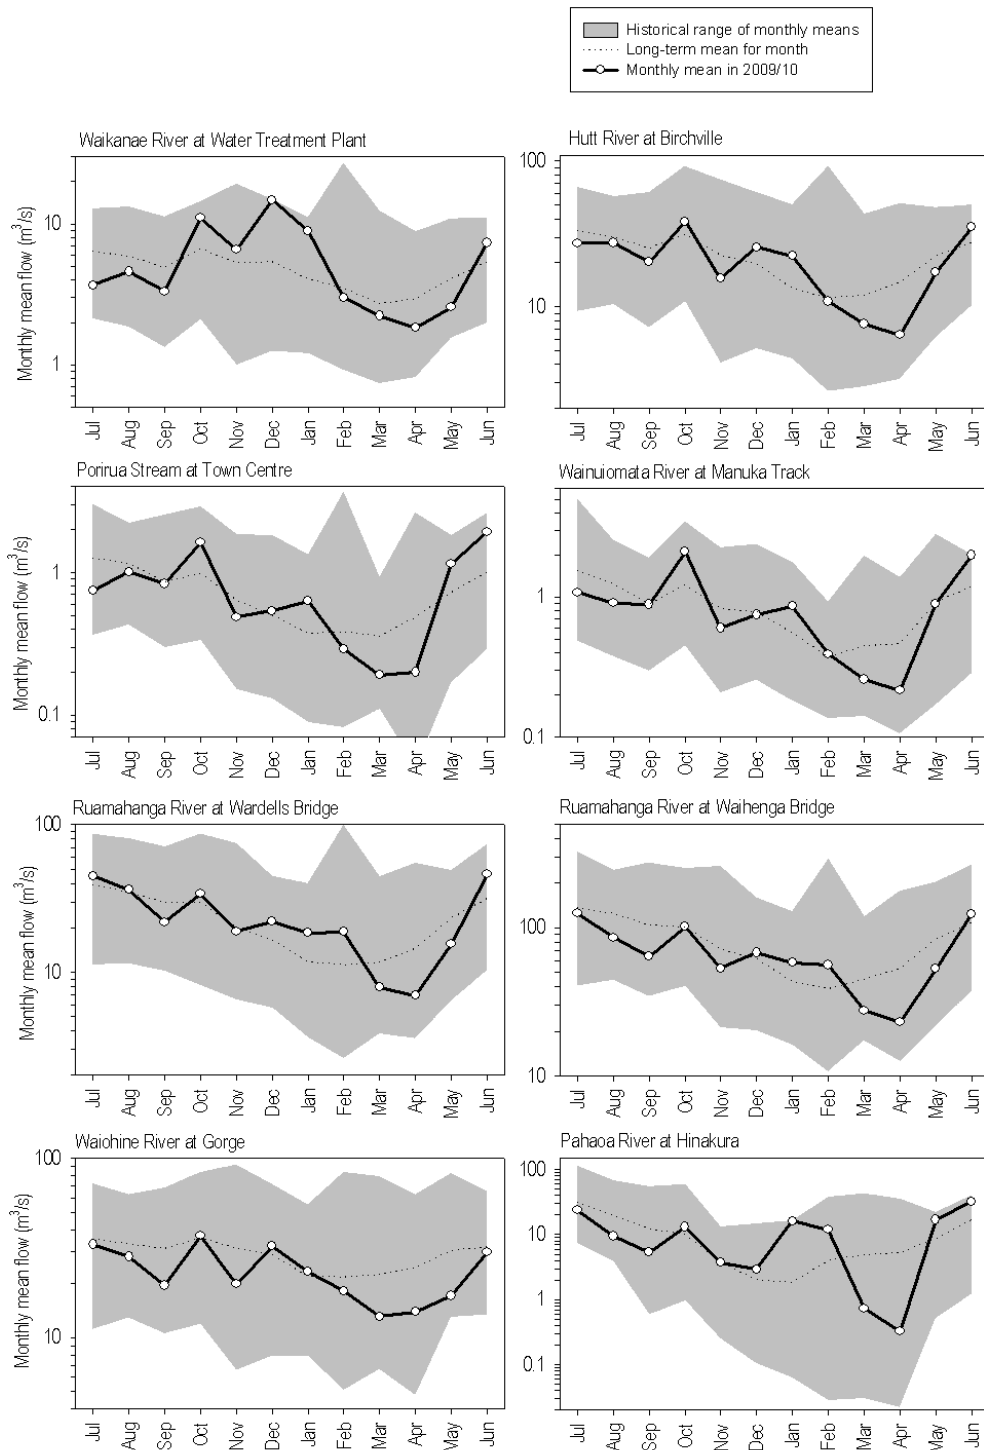 Historical range of monthly means
Long-term mean for month
Monthly mean in 2009/10
Waikanae River at Water Treatment Plant
Monthly mean flow (m³/s)
10
1
Jul Aug Sep Oct Nov Dec Jan Feb Mar Apr May Jun
Hutt River at Birchville
100
10
Jul Aug Sep Oct Nov Dec Jan Feb Mar Apr May Jun
Porirua Stream at Town Centre
Monthly mean flow (m³/s)
1
0.1
Jul Aug Sep Oct Nov Dec Jan Feb Mar Apr May Jun
Wainuiomata River at Manuka Track
1
0.1
Jul Aug Sep Oct Nov Dec Jan Feb Mar Apr May Jun
Ruamahanga River at Wardells Bridge
Monthly mean flow (m³/s)
100
10
Jul Aug Sep Oct Nov Dec Jan Feb Mar Apr May Jun
Ruamahanga River at Waihenga Bridge
100
10
Jul Aug Sep Oct Nov Dec Jan Feb Mar Apr May Jun
Waiohine River at Gorge
Monthly mean flow (m³/s)
100
10
Jul Aug Sep Oct Nov Dec Jan Feb Mar Apr May Jun
Pahaoa River at Hinakura
100
10
1
0.1
Jul Aug Sep Oct Nov Dec Jan Feb Mar Apr May Jun